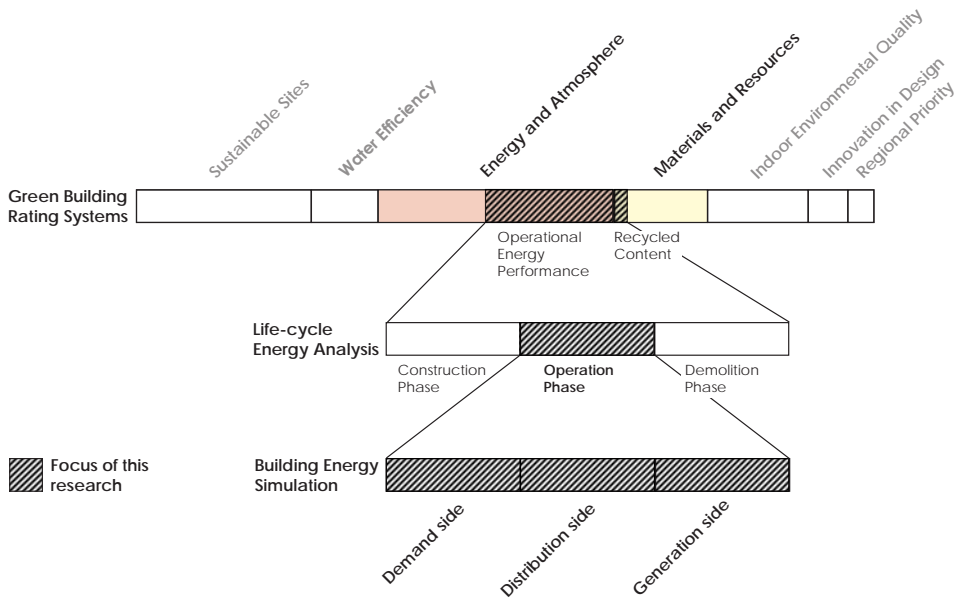 Sustainable Sites
Water Efficiency
Energy and Atmosphere
Materials and Resources
Indoor Environmental Quality
Innovation in Design
Regional Priority
Green Building
Rating Systems
Operational
Energy
Performance
Recycled
Content
Life-cycle
Energy Analysis
Construction
Phase
Operation
Phase
Demolition
Phase
Focus of this
research
Building Energy
Simulation
Demand side
Distribution side
Generation side